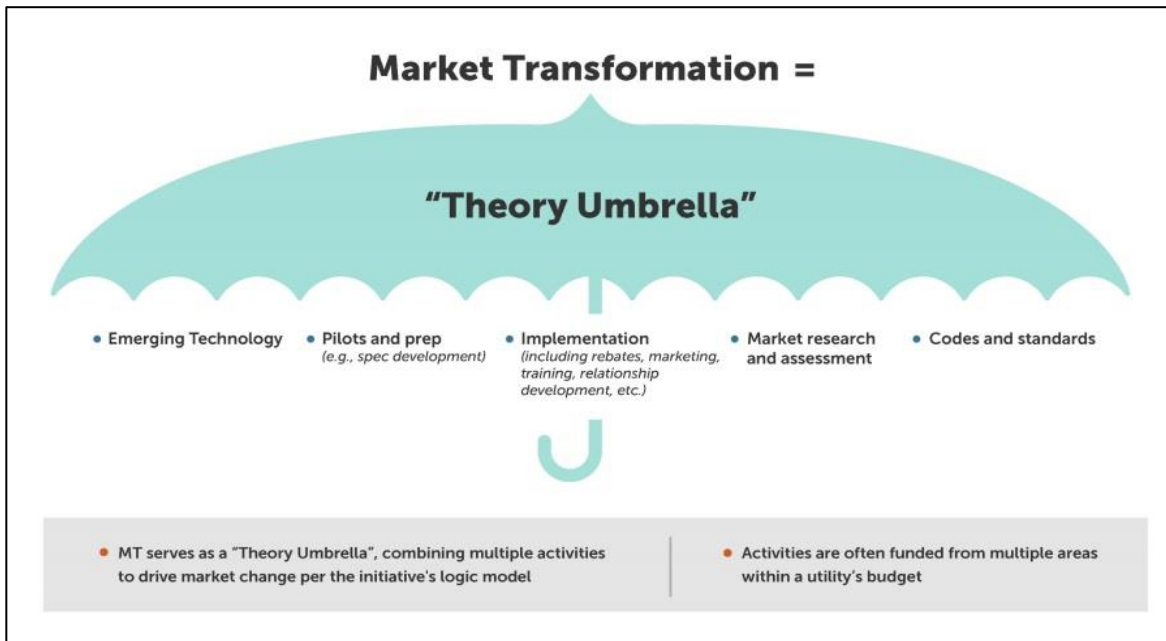 Market Transformation =
“Theory Umbrella”
• Emerging Technology
• Pilots and prep
(e.g., spec development)
• Implementation
(including rebates, marketing,
training, relationship
development, etc.)
• Market research
and assessment
• Codes and standards
• MT serves as a “Theory Umbrella”, combining multiple activities
to drive market change per the initiative's logic model
• Activities are often funded from multiple areas
within a utility’s budget